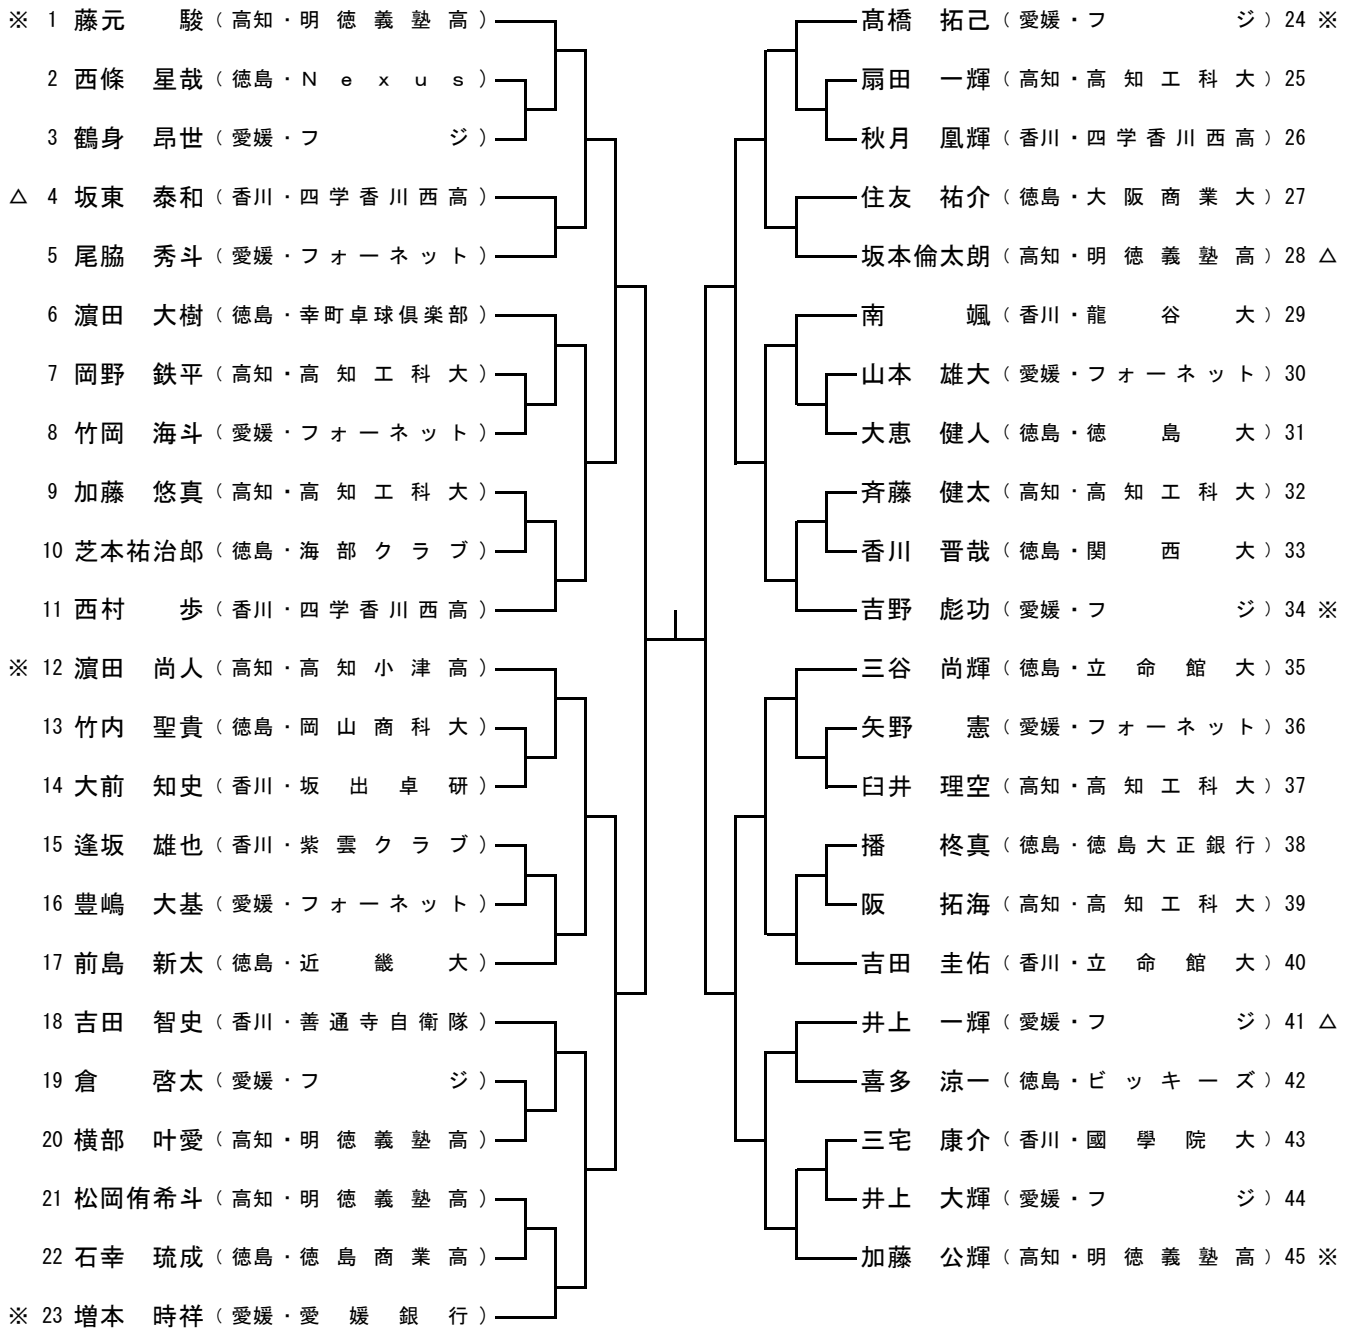 ※ 1 藤元 駿 (高知・明徳義塾高)
2 西條 星哉 (徳島・Ｎｅｘｕｓ)
3 鶴身 昂世 (愛媛・フジ)
△ 4 坂東 泰和 (香川・四学香川西高)
5 尾脇 秀斗 (愛媛・フォーネット)
6 濵田 大樹 (徳島・幸町卓球倶楽部)
7 岡野 鉄平 (高知・高知工科大)
8 竹岡 海斗 (愛媛・フォーネット)
9 加藤 悠真 (高知・高知工科大)
10 芝本祐治郎 (徳島・海部クラブ)
11 西村 歩 (香川・四学香川西高)
※ 12 濵田 尚人 (高知・高知小津高)
13 竹内 聖貴 (徳島・岡山商科大)
14 大前 知史 (香川・坂出卓研)
15 逢坂 雄也 (香川・紫雲クラブ)
16 豊嶋 大基 (愛媛・フォーネット)
17 前島 新太 (徳島・近畿大)
18 吉田 智史 (香川・善通寺自衛隊)
19 倉 啓太 (愛媛・フジ)
20 横部 叶愛 (高知・明徳義塾高)
21 松岡侑希斗 (高知・明徳義塾高)
22 石幸 琉成 (徳島・徳島商業高)
※ 23 増本 時祥 (愛媛・愛媛銀行)
髙橋 拓己 (愛媛・フジ) 24 ※
扇田 一輝 (高知・高知工科大) 25
秋月 凰輝 (香川・四学香川西高) 26
住友 祐介 (徳島・大阪商業大) 27
坂本倫太朗 (高知・明徳義塾高) 28 △
南 颯 (香川・龍谷大) 29
山本 雄大 (愛媛・フォーネット) 30
大恵 健人 (徳島・徳島大) 31
斉藤 健太 (高知・高知工科大) 32
香川 晋哉 (徳島・関西大) 33
吉野 彪功 (愛媛・フジ) 34 ※
三谷 尚輝 (徳島・立命館大) 35
矢野 憲 (愛媛・フォーネット) 36
臼井 理空 (高知・高知工科大) 37
播 柊真 (徳島・徳島大正銀行) 38
阪 拓海 (高知・高知工科大) 39
吉田 圭佑 (香川・立命館大) 40
井上 一輝 (愛媛・フジ) 41 △
喜多 涼一 (徳島・ビッキーズ) 42
三宅 康介 (香川・國學院大) 43
井上 大輝 (愛媛・フジ) 44
加藤 公輝 (高知・明徳義塾高) 45 ※